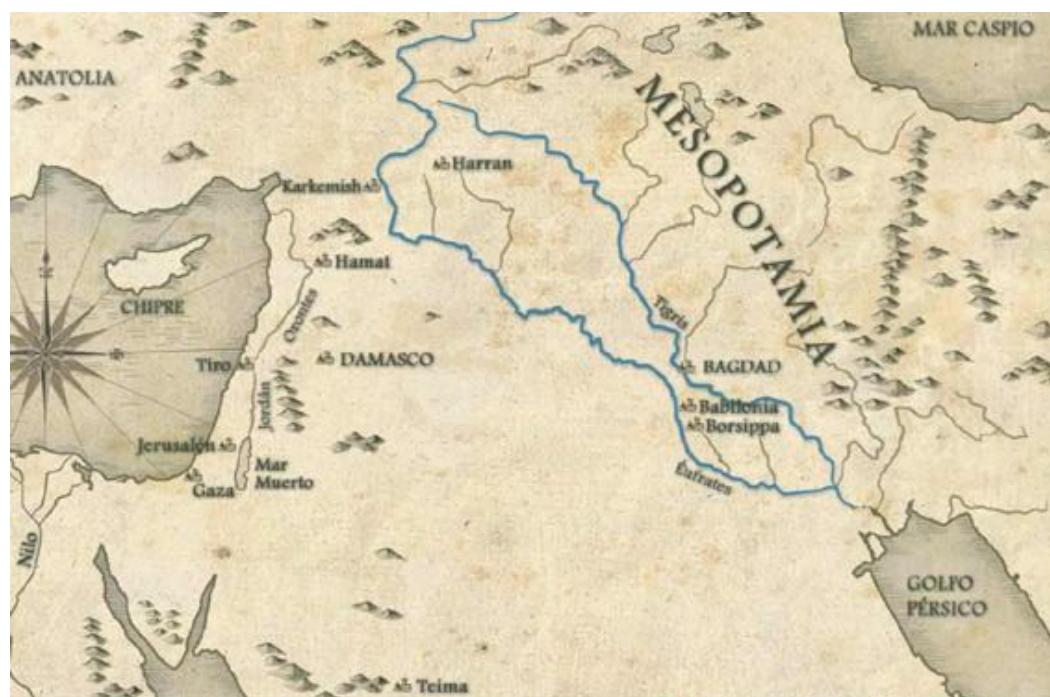 MAR CASPIO
ANATOLIA
MESOPOTAMIA
Harran
Karkemish
Hamat
CHIPRE
Orontes
Tigris
Tiro
DAMASCO
BAGDAD
Jordán
Babilonia
Borsippa
Jerusalén
Mar
Muerto
Éufrates
Gaza
Nilo
GOLFO
PÉRSICO
Teima